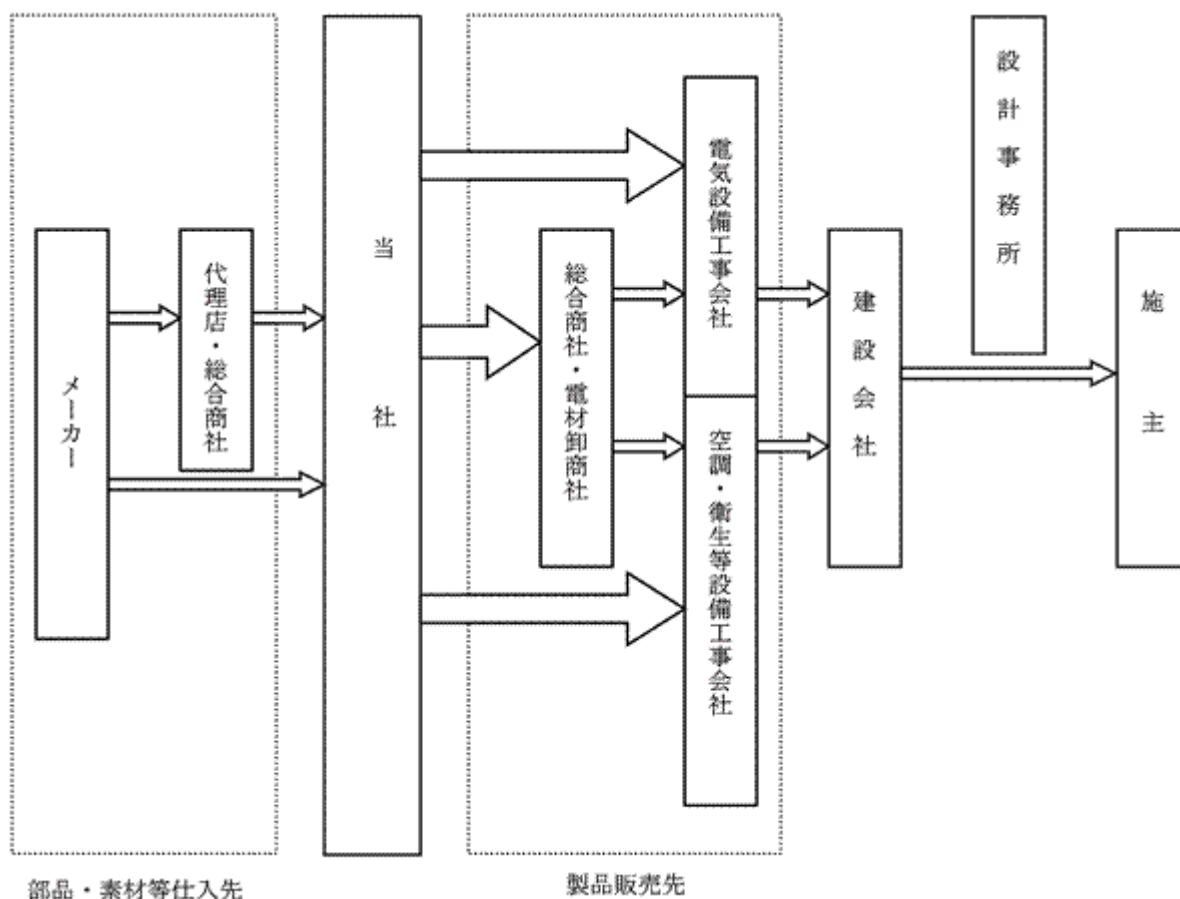 メーカー
代理店・総合商社
当社
総合商社・電材卸商社
電気設備工事会社
空調・衛生等設備工事会社
建設会社
設計事務所
施主
部品・素材等仕入先
製品販売先